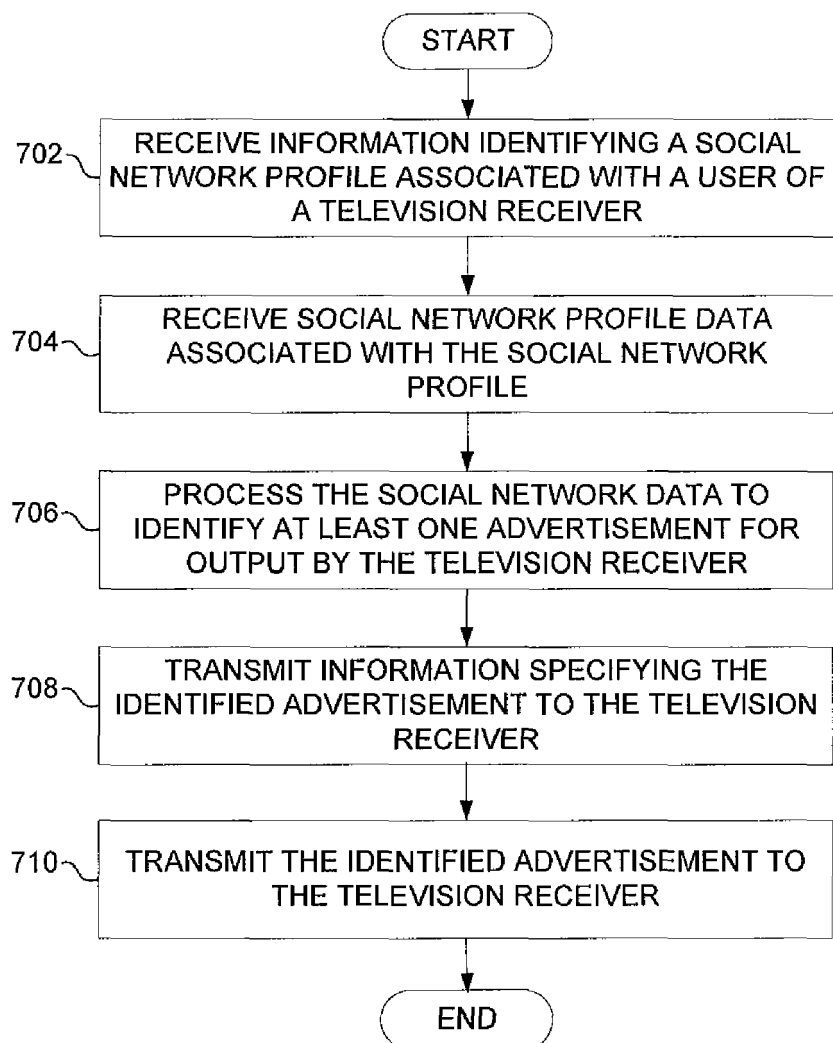 START
702
RECEIVE INFORMATION IDENTIFYING A SOCIAL
NETWORK PROFILE ASSOCIATED WITH A USER OF
A TELEVISION RECEIVER
704
RECEIVE SOCIAL NETWORK PROFILE DATA
ASSOCIATED WITH THE SOCIAL NETWORK
PROFILE
706
PROCESS THE SOCIAL NETWORK DATA TO
IDENTIFY AT LEAST ONE ADVERTISEMENT FOR
OUTPUT BY THE TELEVISION RECEIVER
708
TRANSMIT INFORMATION SPECIFYING THE
IDENTIFIED ADVERTISEMENT TO THE TELEVISION
RECEIVER
710
TRANSMIT THE IDENTIFIED ADVERTISEMENT TO
THE TELEVISION RECEIVER
END